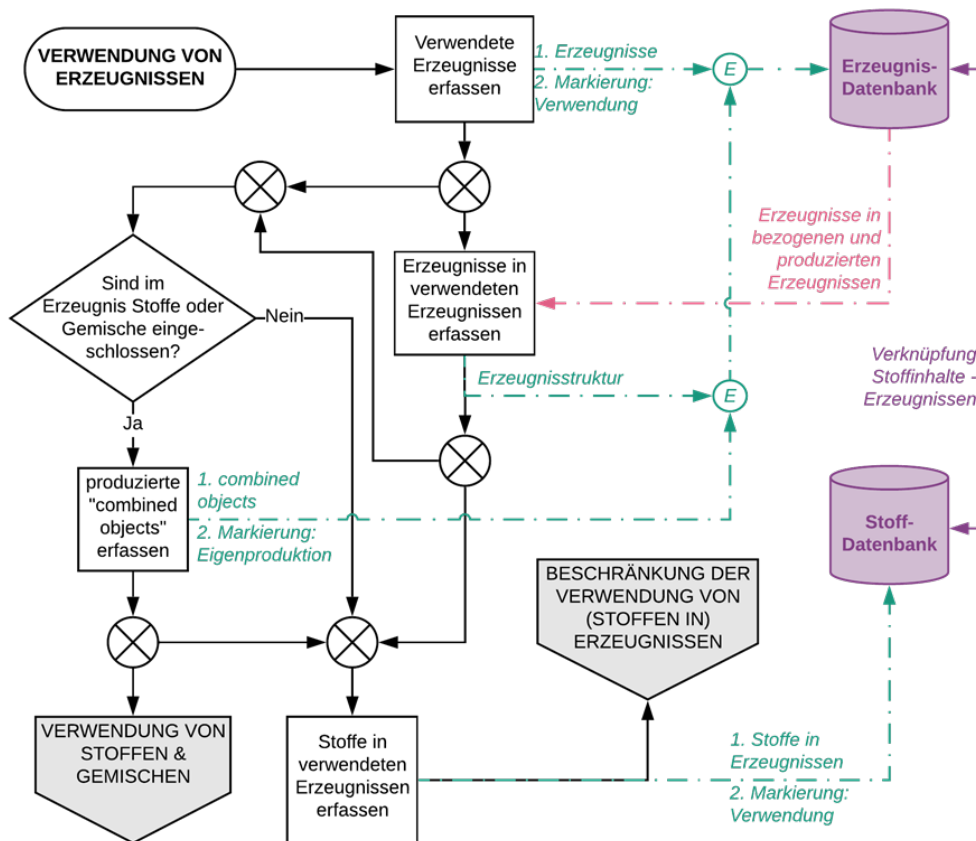 VERWENDUNG VON
ERZEUGNISSEN
Verwendete
Erzeugnisse
erfassen
1. Erzeugnisse
2. Markierung:
Verwendung
E
Erzeugnis-
Datenbank
Erzeugnisse in
bezogenen und
produzierten
Erzeugnissen
Sind im
Erzeugnis Stoffe oder
Gemische einge-
schlossen?
Nein
Ja
Erzeugnisse in
verwendeten
Erzeugnissen
erfassen
Erzeugnisstruktur
E
Verknüpfung
Stoffinhalte -
Erzeugnissen
produzierte
"combined
objects"
erfassen
1. combined
objects
2. Markierung:
Eigenproduktion
Stoff-
Datenbank
BESCHRÄNKUNG DER
VERWENDUNG VON
(STOFFEN IN)
ERZEUGNISSEN
VERWENDUNG VON
STOFFEN &
GEMISCHEN
Stoffe in
verwendeten
Erzeugnissen
erfassen
1. Stoffe in
Erzeugnissen
2. Markierung:
Verwendung